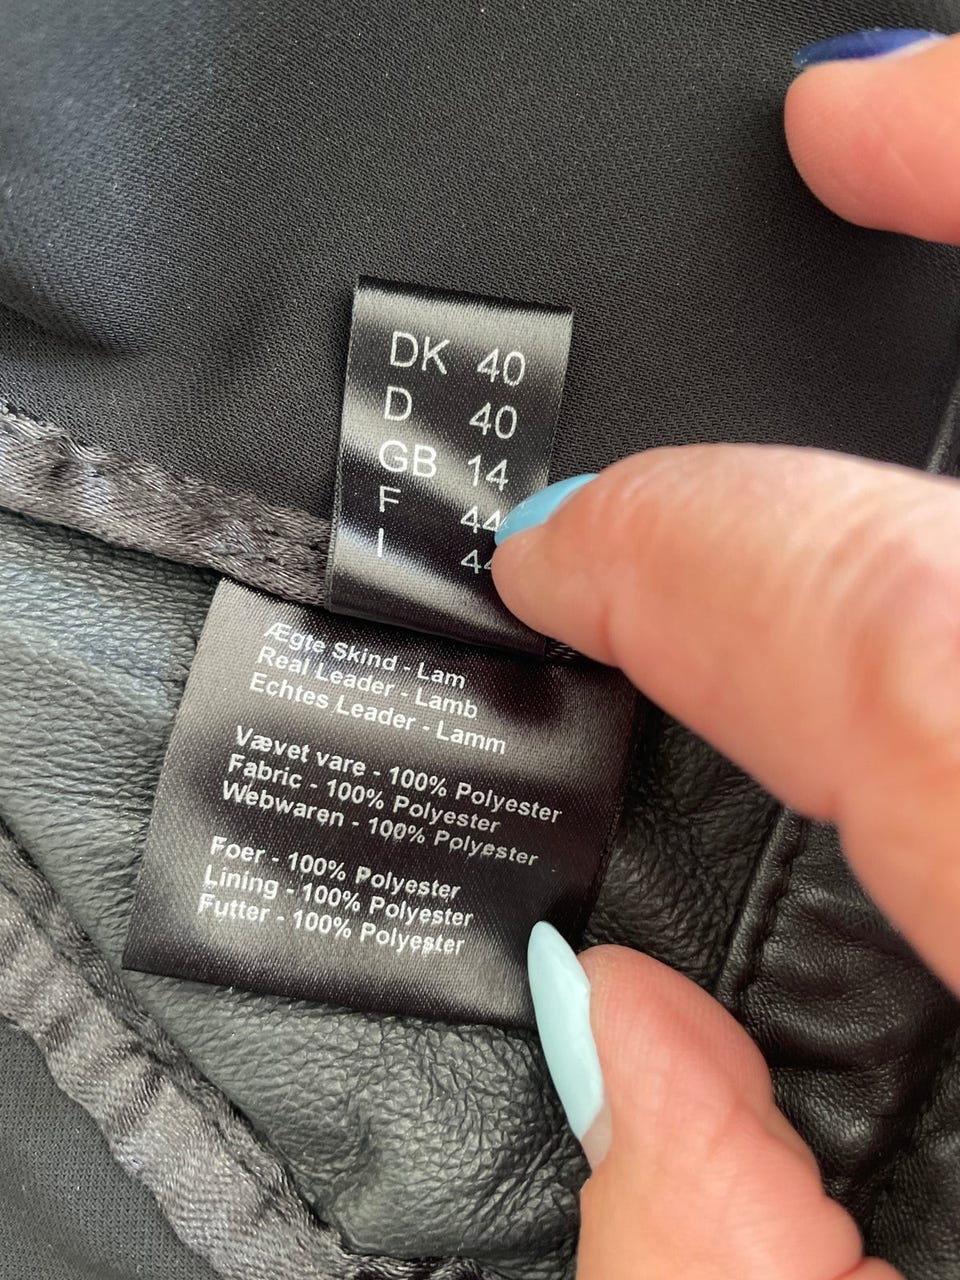 DK 40
D 40
GB 14
F 44
I
Ægte Skind - Lam
Real Leader - Lamb
Echtes Leader - Lamm
Vævet vare - 100% Polyester
Fabric - 100% Polyester
Webwaren - 100% Polyester
Foer - 100% Polyester
Lining - 100% Polyester
Futter - 100% Polyester